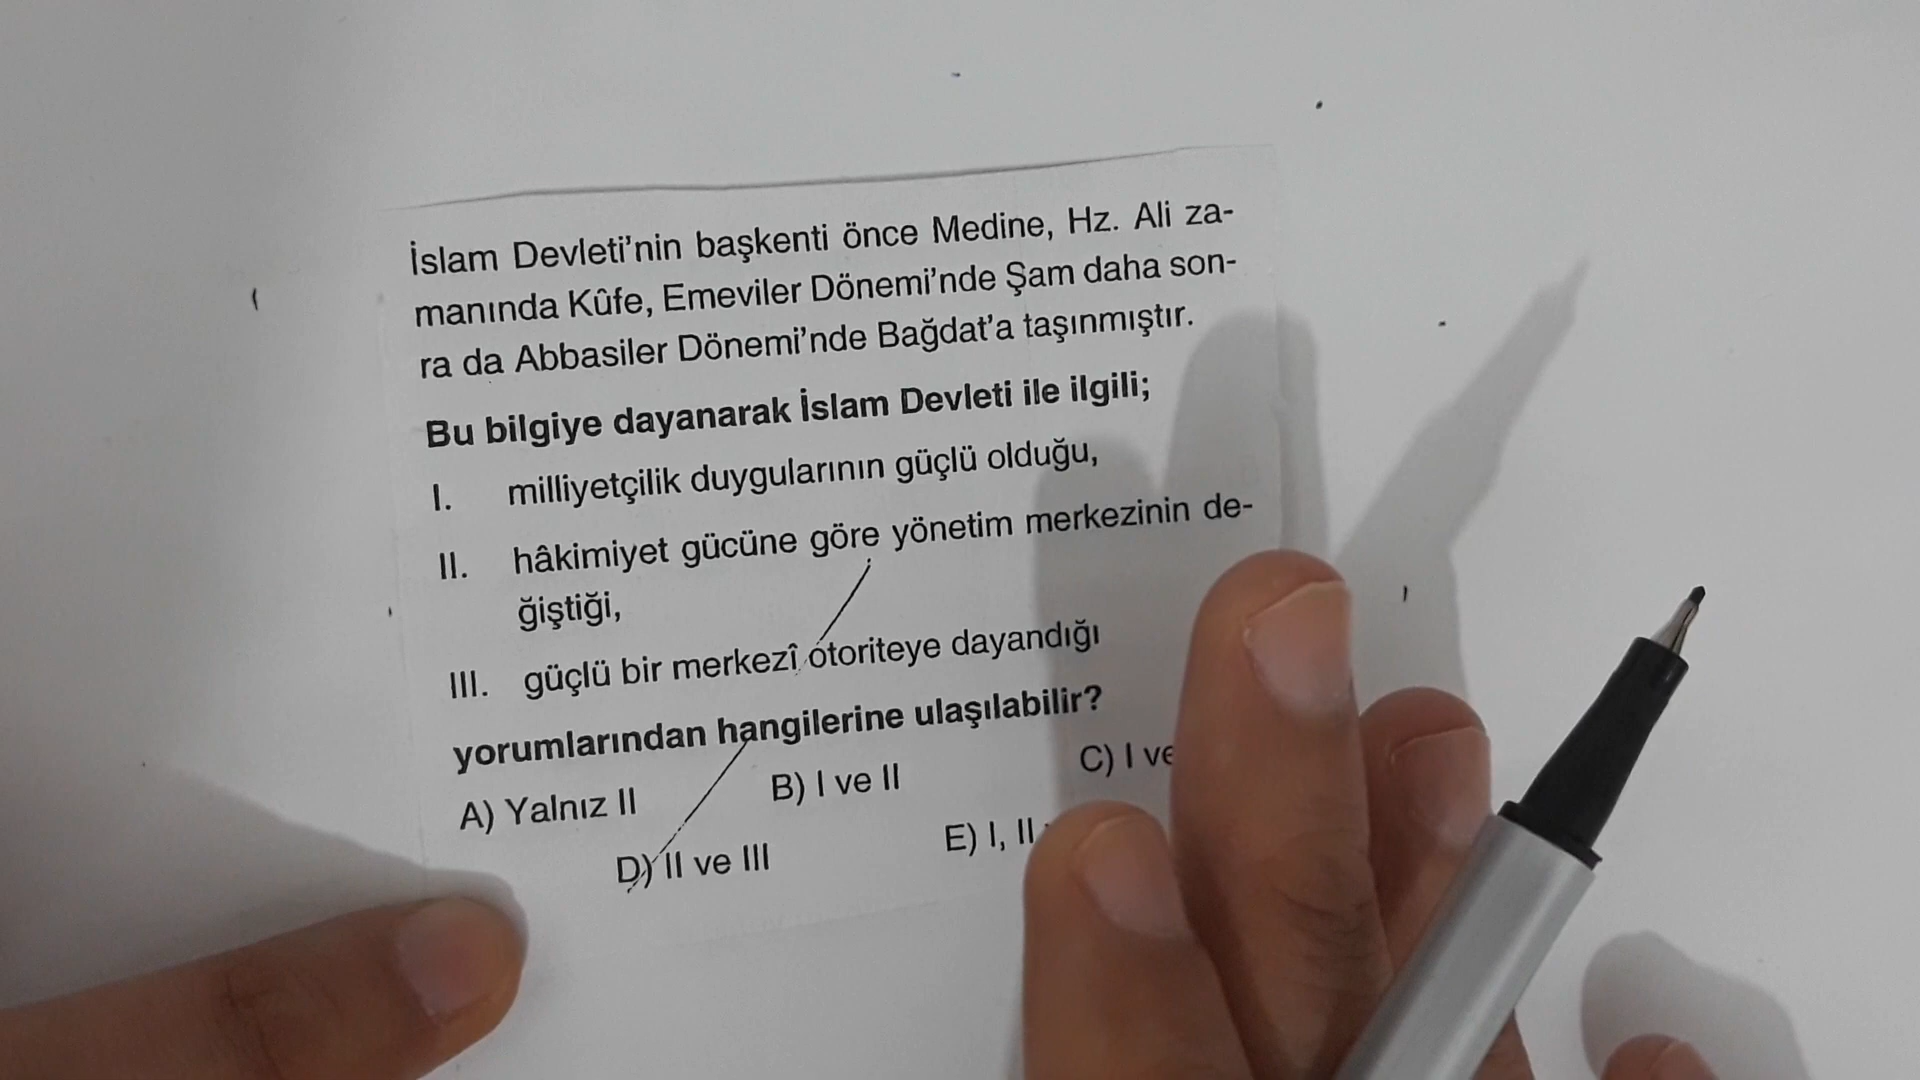 İslam Devleti'nin başkenti önce Medine, Hz. Ali za-
manında Kûfe, Emeviler Dönemi'nde Şam daha son-
ra da Abbasiler Dönemi'nde Bağdat'a taşınmıştır.
Bu bilgiye dayanarak İslam Devleti ile ilgili;
I. milliyetçilik duygularının güçlü olduğu,
II. hâkimiyet gücüne göre yönetim merkezinin de-
ğiştiği,
III. güçlü bir merkezî otoriteye dayandığı
yorumlarından hangilerine ulaşılabilir?
A) Yalnız II B) I ve II C) I ve
D) II ve III E) I, II